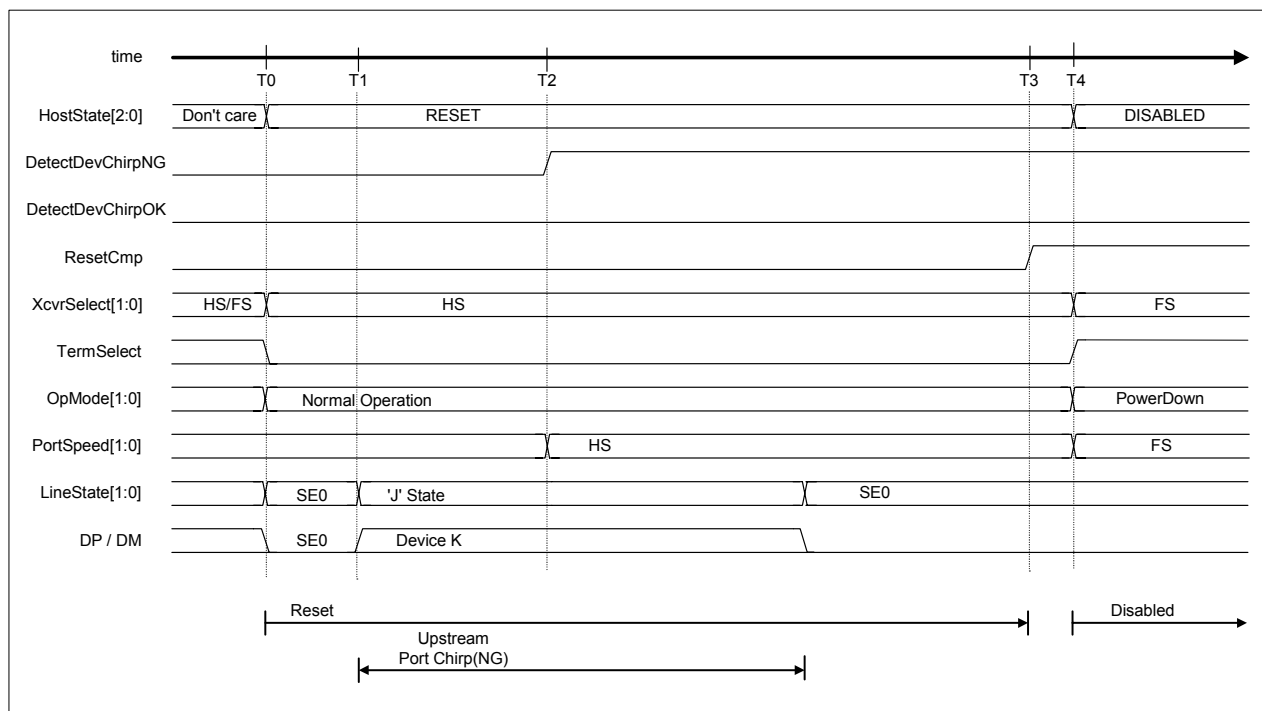 time
T0 T1 T2 T3 T4
HostState[2:0] Don't care RESET DISABLED
DetectDevChirpNG
DetectDevChirpOK
ResetCmp
XcvrSelect[1:0] HS/FS HS FS
TermSelect
OpMode[1:0] Normal Operation PowerDown
PortSpeed[1:0] HS FS
LineState[1:0] SE0 'J' State SE0
DP / DM SE0 Device K
Reset Disabled
Upstream
Port Chirp(NG)